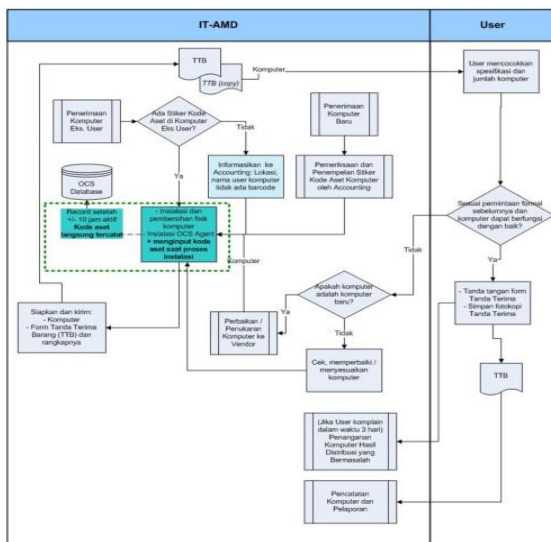 IT-AMD
User
TTB
TTB (copy)
Komputer
User mencocokkan
spesifikasi dan
jumlah komputer
Penerimaan
Komputer
Eks. User
Ada Stiker Kode
Aset di Komputer
Eks User?
Tidak
Penerimaan
Komputer
Baru
Ya
Informasikan ke
Accounting: Lokasi,
nama user komputer
tidak ada barcode
Pemeriksaan dan
Penempelan Stiker
Kode Aset Komputer
oleh Accounting
OCS
Database
Record setelah
+/- 10 jam aktif
Kode aset
langsung tercatat
- Instalasi dan
pembersihan fisik
komputer
- Instalasi OCS Agent
+ menginput kode
aset saat proses
instalasi
Sesuai permintaan formal
sebelumnya dan
komputer dapat berfungsi
dengan baik?
Tidak
Ya
Komputer
Apakah komputer
adalah komputer
baru?
Ya
Tidak
- Tanda tangan form
Tanda Terima
- Simpan fotokopi
Tanda Terima
Siapkan dan kirim:
- Komputer
- Form Tanda Terima
Barang (TTB) dan
rangkapnya
Perbaikan /
Penukaran
Komputer ke
Vendor
Cek, memperbaiki /
menyesuaikan
komputer
TTB
(Jika User komplain
dalam waktu 3 hari)
Penanganan
Komputer Hasil
Distribusi yang
Bermasalah
Pencatatan
Komputer dan
Pelaporan